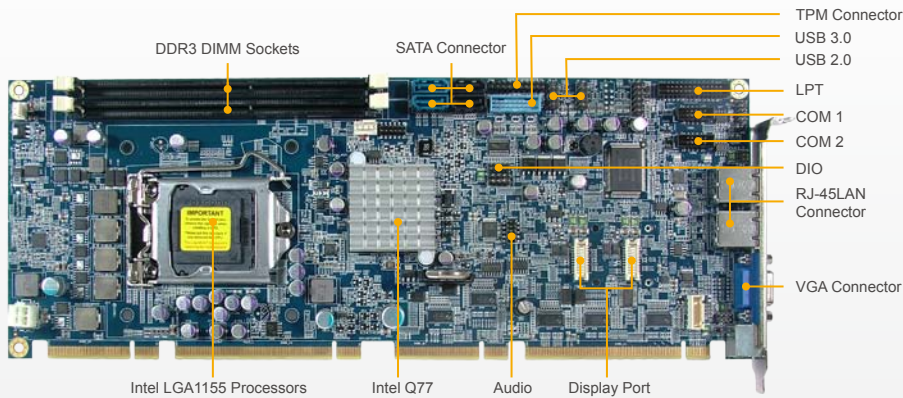 TPM Connector
DDR3 DIMM Sockets
SATA Connector
USB 3.0
USB 2.0
LPT
COM 1
COM 2
DIO
RJ-45LAN
Connector
IMPORTANT
VGA Connector
Intel LGA1155 Processors
Intel Q77
Audio
Display Port